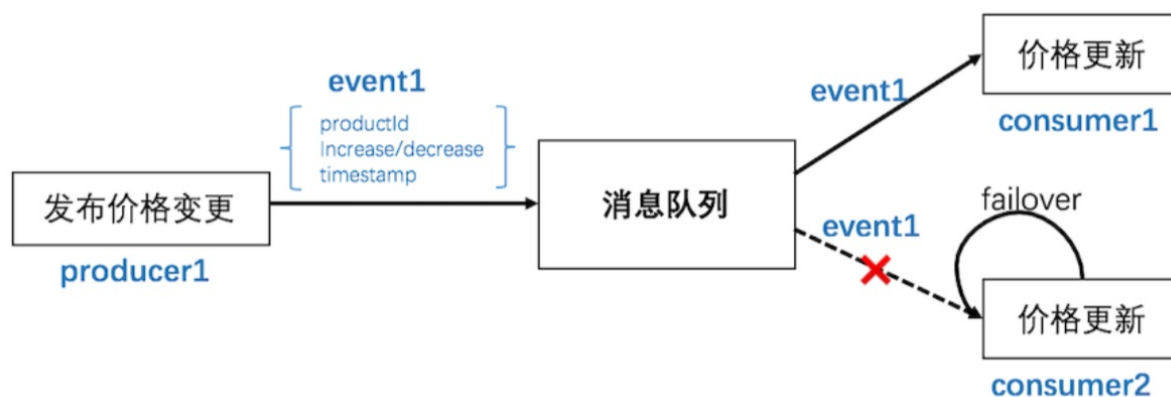 event1
productId
Increase/decrease
timestamp
发布价格变更
producer1
消息队列
event1
价格更新
consumer1
event1
failover
价格更新
consumer2